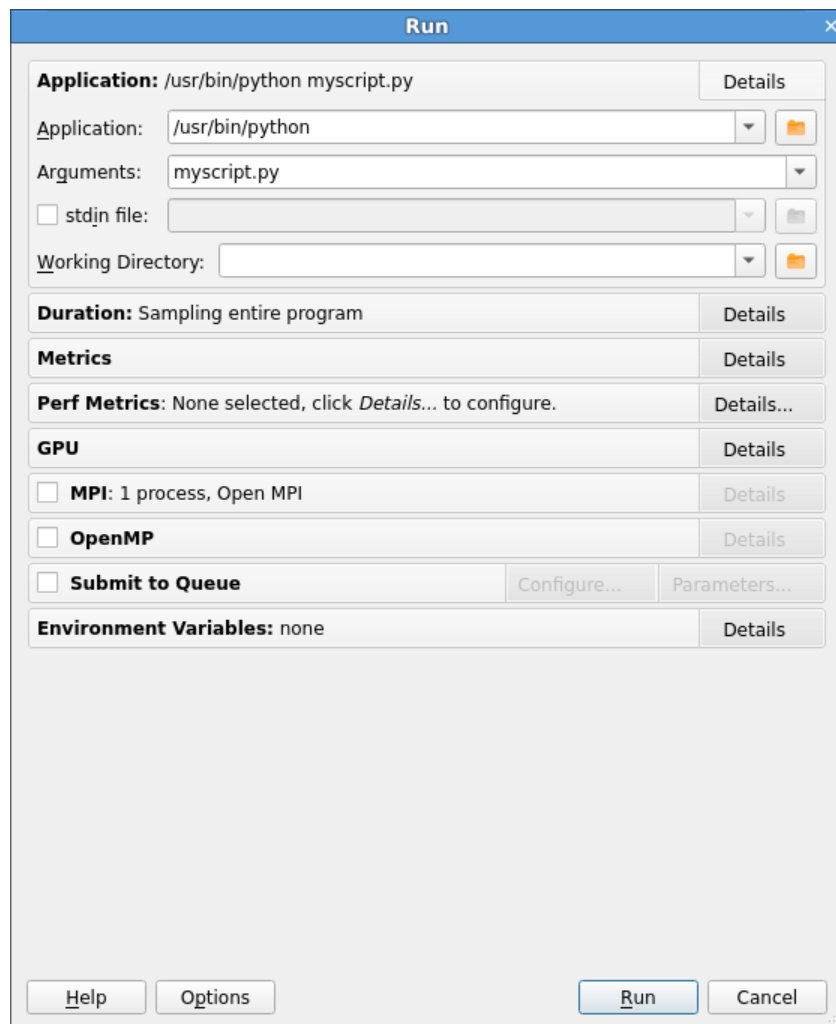 Run
Application: /usr/bin/python myscript.py Details
Application: /usr/bin/python
Arguments: myscript.py
stdin file:
Working Directory:
Duration: Sampling entire program Details
Metrics Details
Perf Metrics: None selected, click Details... to configure. Details...
GPU Details
MPI: 1 process, Open MPI Details
OpenMP Details
Submit to Queue Configure... Parameters...
Environment Variables: none Details
Help Options Run Cancel